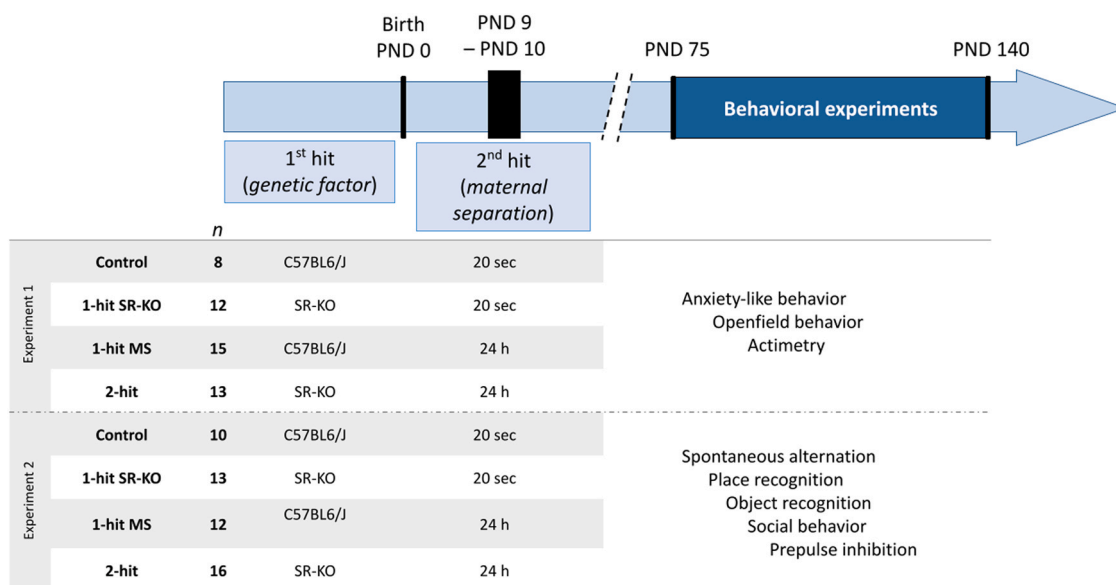 Birth
PND 0
PND 9
– PND 10
PND 75
PND 140
Behavioral experiments
1st hit
(genetic factor)
2nd hit
(maternal
separation)
n
Experiment 1
Control 8 C57BL6/J 20 sec
1-hit SR-KO 12 SR-KO 20 sec
1-hit MS 15 C57BL6/J 24 h
2-hit 13 SR-KO 24 h
Anxiety-like behavior
Openfield behavior
Actimetry
Experiment 2
Control 10 C57BL6/J 20 sec
1-hit SR-KO 13 SR-KO 20 sec
1-hit MS 12 C57BL6/J 24 h
2-hit 16 SR-KO 24 h
Spontaneous alternation
Place recognition
Object recognition
Social behavior
Prepulse inhibition